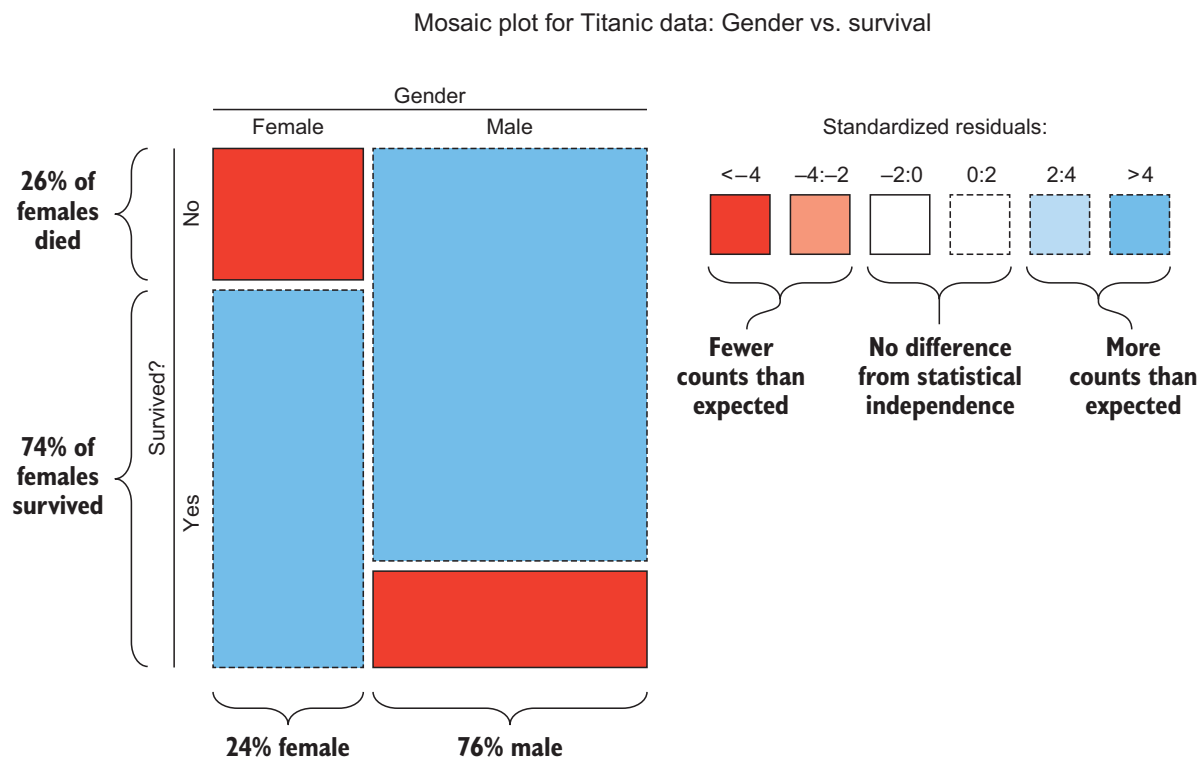 Mosaic plot for Titanic data: Gender vs. survival
Gender
Female
Male
26% of
females
died
No
Survived?
74% of
females
survived
Yes
24% female
76% male
Standardized residuals:
<–4
–4:–2
–2:0
0:2
2:4
>4
Fewer
counts than
expected
No difference
from statistical
independence
More
counts than
expected